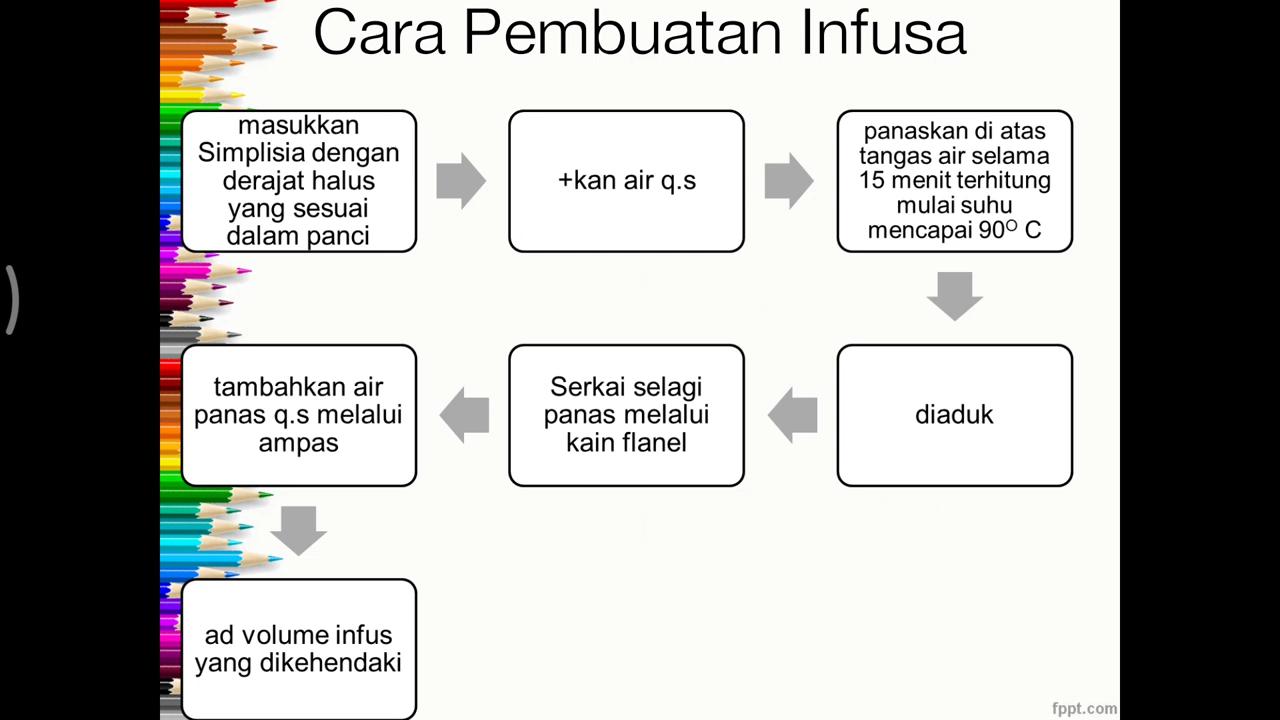 Cara Pembuatan Infusa
masukkan
Simplisia dengan
derajat halus
yang sesuai
dalam panci
+kan air q.s
panaskan di atas
tangas air selama
15 menit terhitung
mulai suhu
mencapai 90° C
diaduk
Serkai selagi
panas melalui
kain flanel
tambahkan air
panas q.s melalui
ampas
ad volume infus
yang dikehendaki
fppt.com